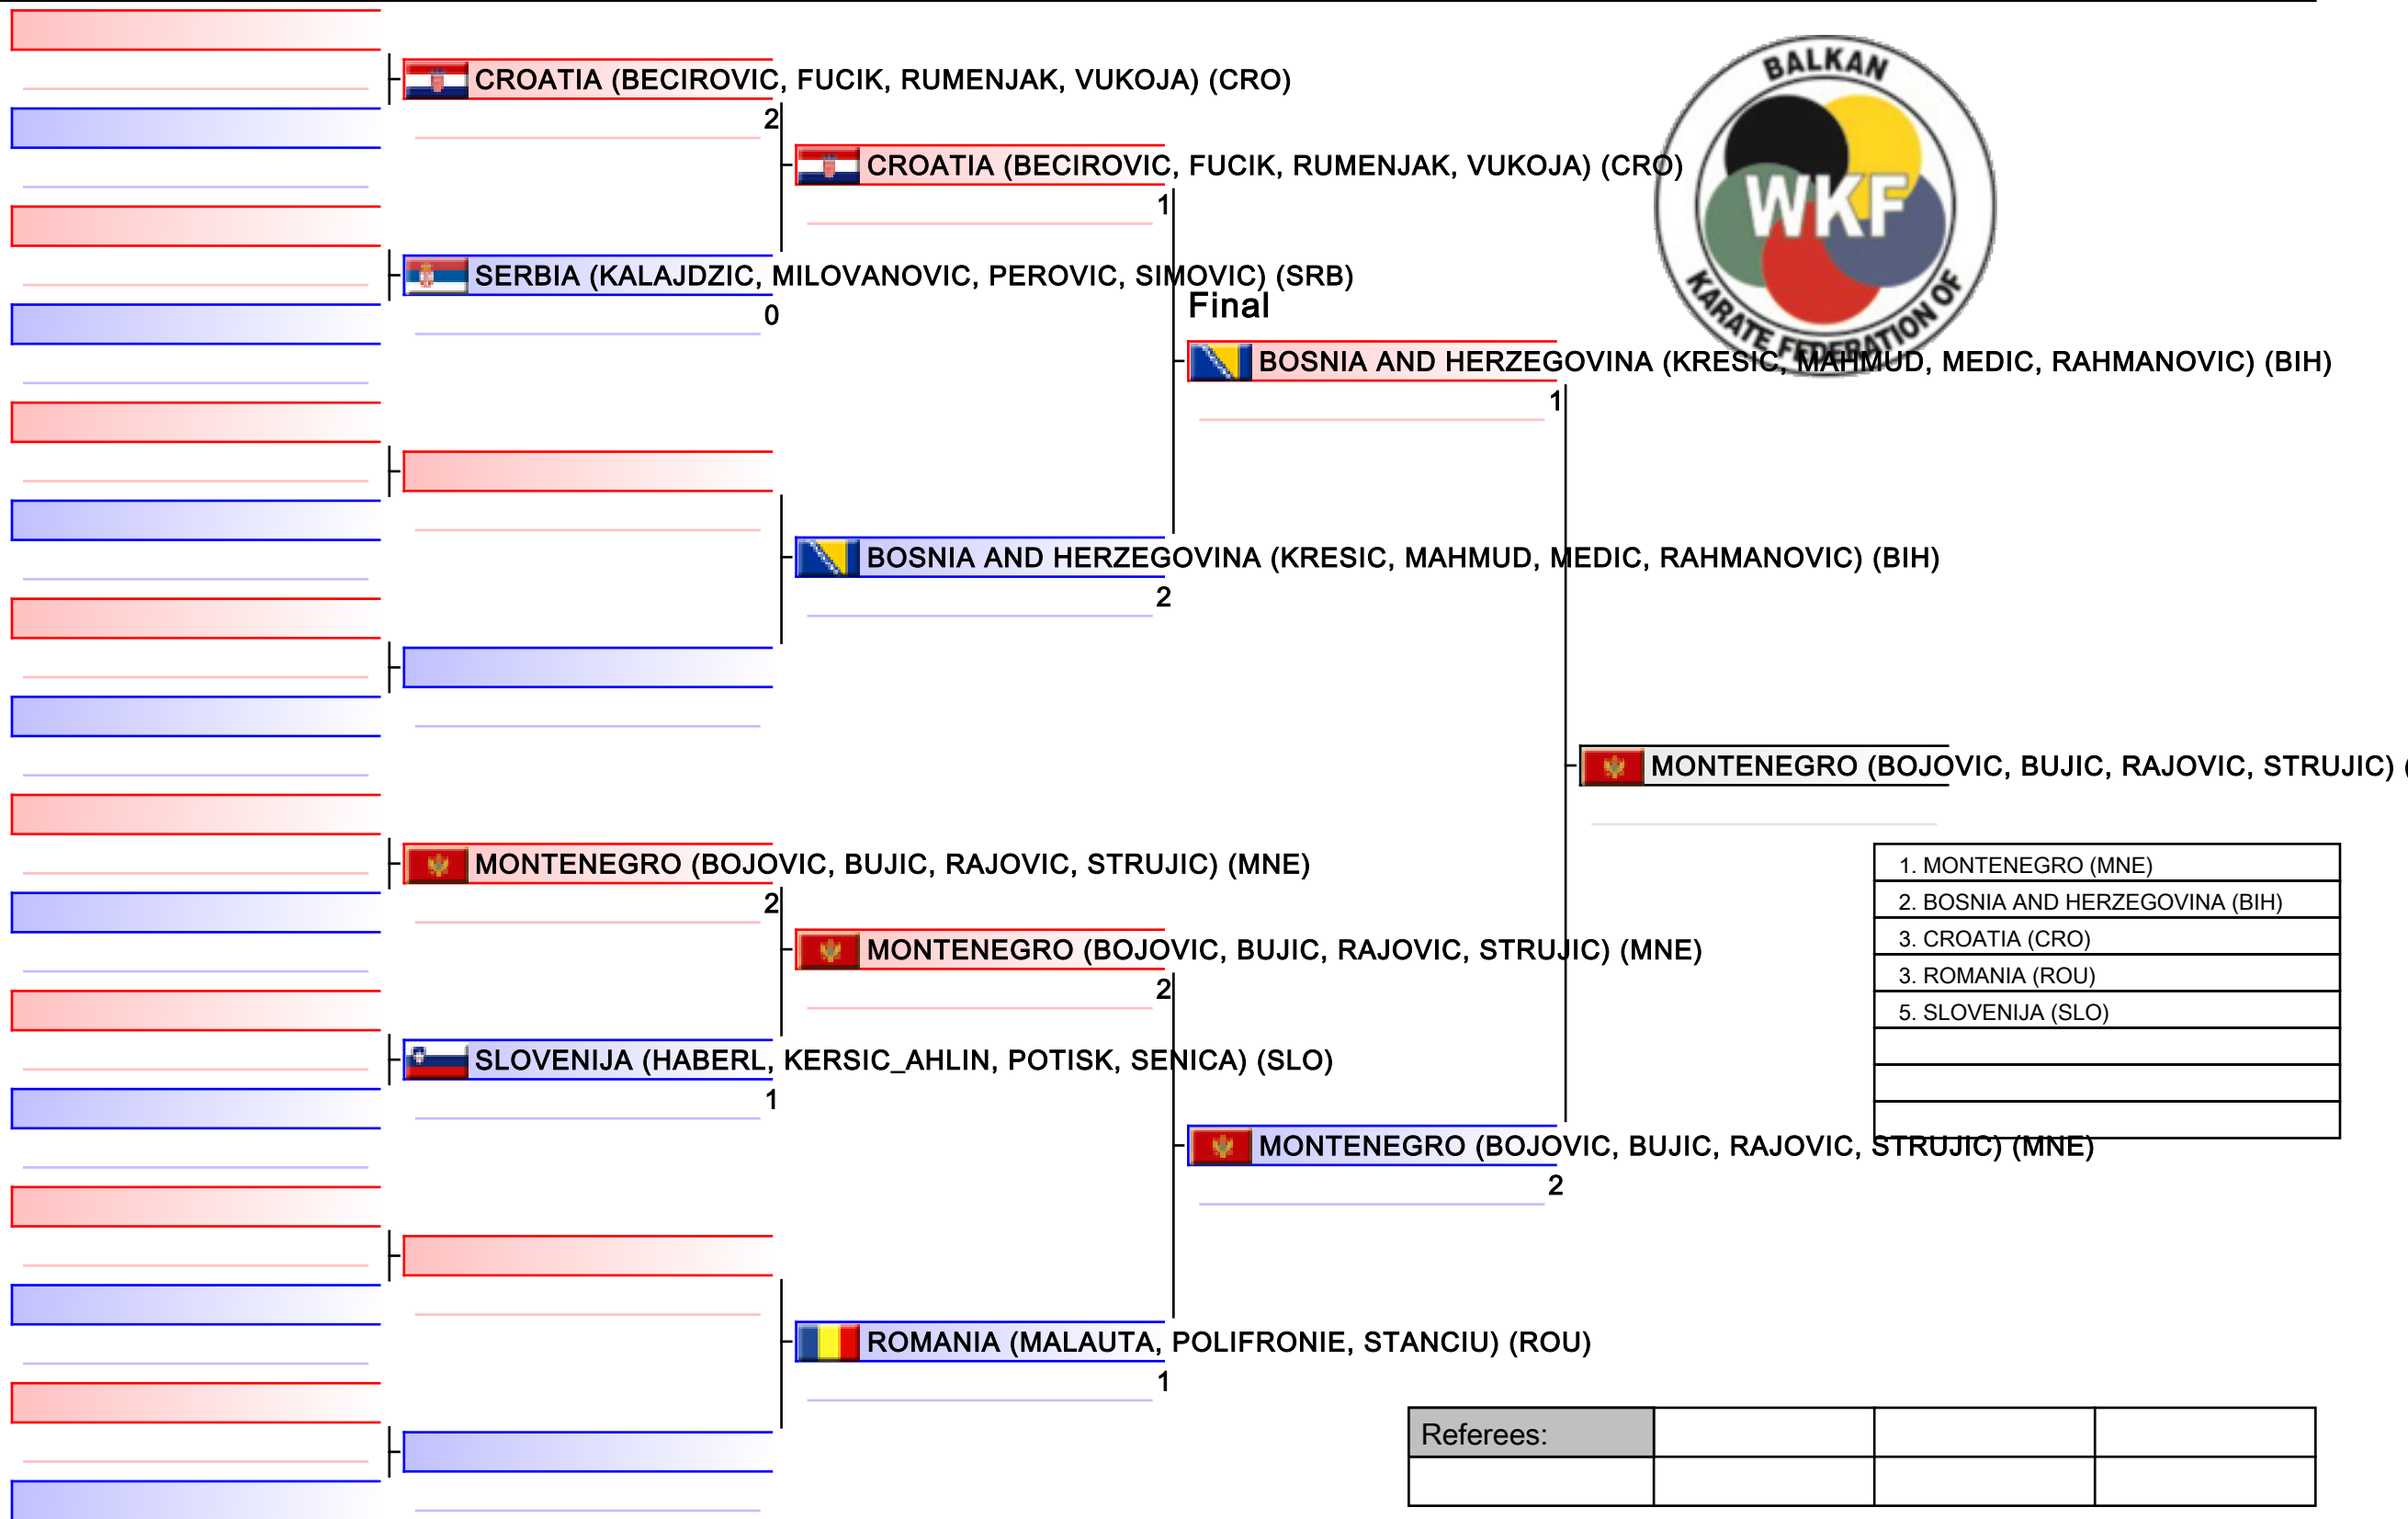 CROATIA (BECIROVIC, FUCIK, RUMENJAK, VUKOJA) (CRO)
2
CROATIA (BECIROVIC, FUCIK, RUMENJAK, VUKOJA) (CRO)
1
SERBIA (KALAJDZIC, MILOVANOVIC, PEROVIC, SIMOVIC) (SRB)
0
BALKAN
WKF
KARATE FEDERATION OF
Final
BOSNIA AND HERZEGOVINA (KRESIC, MAHMUD, MEDIC, RAHMANOVIC) (BIH)
1
BOSNIA AND HERZEGOVINA (KRESIC, MAHMUD, MEDIC, RAHMANOVIC) (BIH)
2
MONTENEGRO (BOJOVIC, BUJIC, RAJOVIC, STRUJIC) (
MONTENEGRO (BOJOVIC, BUJIC, RAJOVIC, STRUJIC) (MNE)
2
MONTENEGRO (BOJOVIC, BUJIC, RAJOVIC, STRUJIC) (MNE)
2
SLOVENIJA (HABERL, KERSIC_AHLIN, POTISK, SENICA) (SLO)
1
1. MONTENEGRO (MNE)
2. BOSNIA AND HERZEGOVINA (BIH)
3. CROATIA (CRO)
3. ROMANIA (ROU)
5. SLOVENIJA (SLO)
MONTENEGRO (BOJOVIC, BUJIC, RAJOVIC, STRUJIC) (MNE)
2
ROMANIA (MALAUTA, POLIFRONIE, STANCIU) (ROU)
1
Referees: